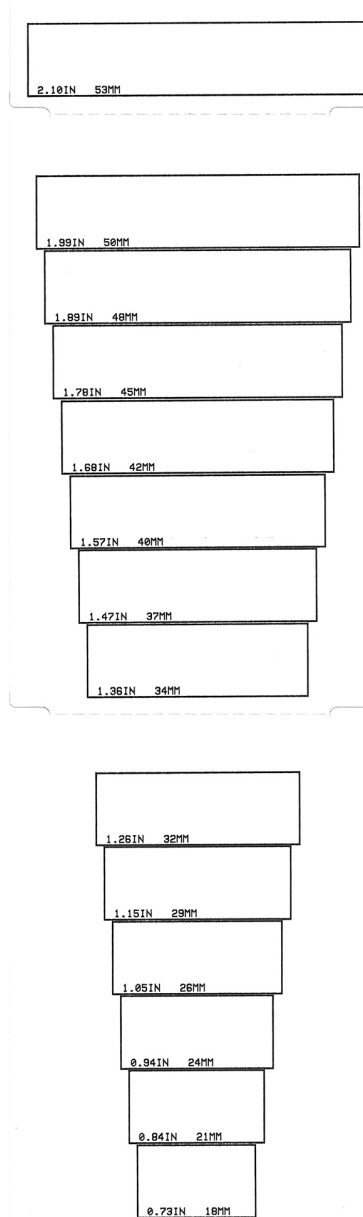 2.10IN 53MM
1.99IN 50MM
1.89IN 48MM
1.78IN 45MM
1.68IN 42MM
1.57IN 40MM
1.47IN 37MM
1.36IN 34MM
1.26IN 32MM
1.15IN 29MM
1.05IN 26MM
0.94IN 24MM
0.84IN 21MM
0.73IN 18MM